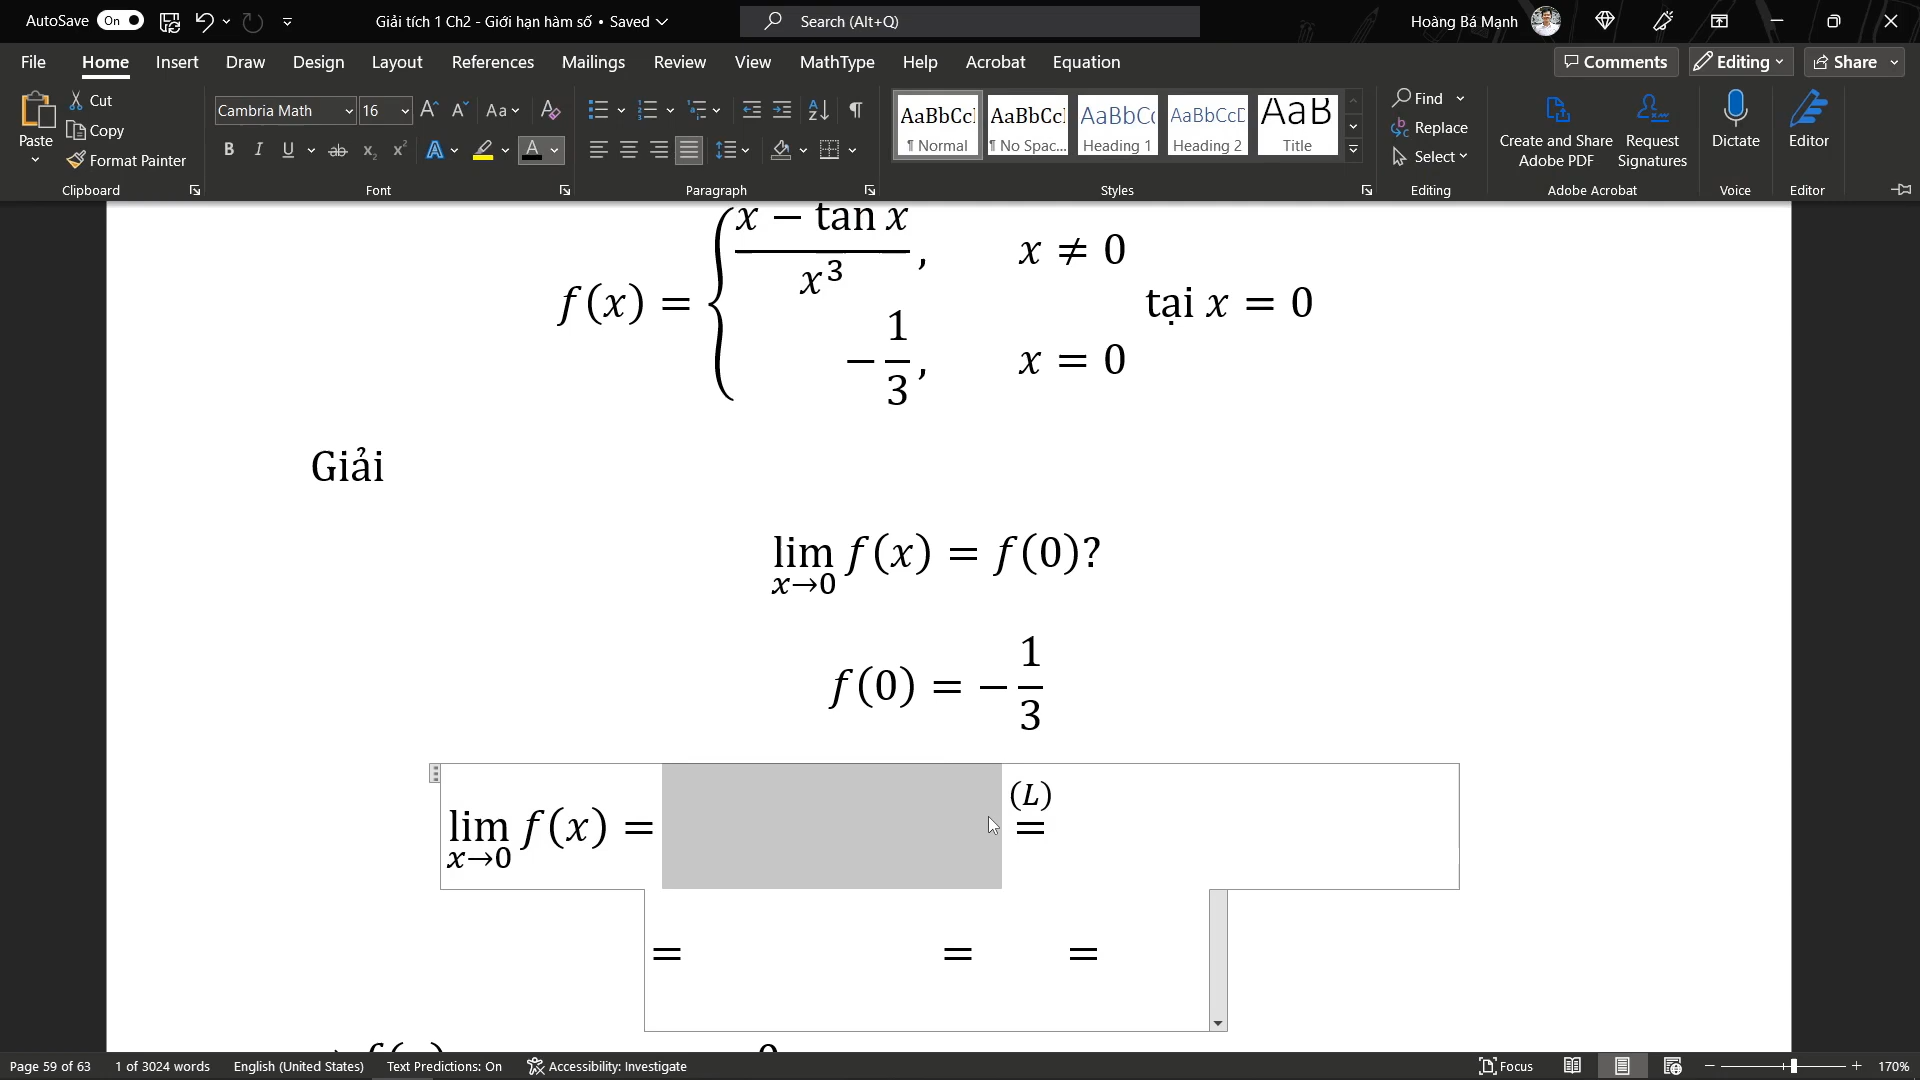 AutoSave On Giải tích 1 Ch2 - Giới hạn hàm số • Saved Search (Alt+Q) Hoàng Bá Mạnh
File Home Insert Draw Design Layout References Mailings Review View MathType Help Acrobat Equation Comments Editing Share
Paste
Cut
Copy
Format Painter
Clipboard
Cambria Math 16
Font
Paragraph
AaBbCcI AaBbCcI AaBbC AaBbCcD AaB
¶ Normal ¶ No Spac... Heading 1 Heading 2 Title
Styles
Find
Replace
Select
Editing
Create and Share Adobe PDF
Request Signatures
Adobe Acrobat
Dictate
Voice
Editor
Editor
f(x) = { (x − tan x)/x³, x ≠ 0
−1/3, x = 0
tại x = 0
Giải
lim x→0 f(x) = f(0)?
f(0) = −1/3
lim x→0 f(x) = (L) =
= = =
Page 59 of 63 1 of 3024 words English (United States) Text Predictions: On Accessibility: Investigate Focus 170%